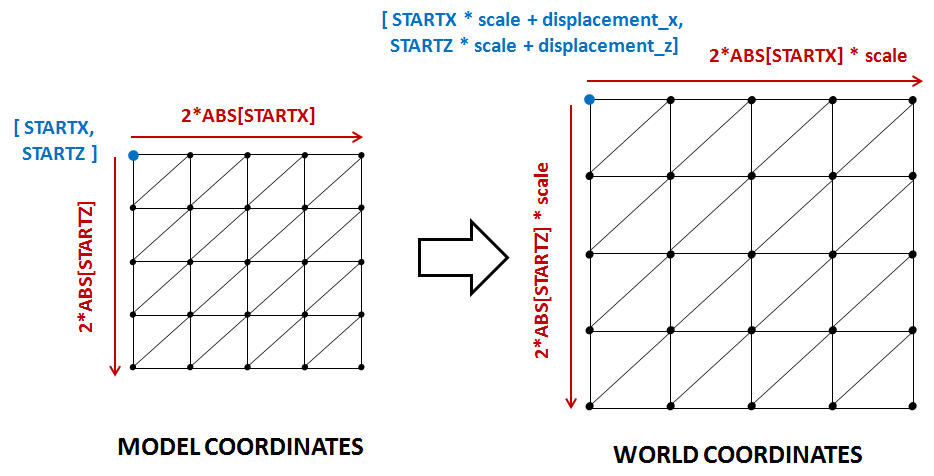 [ STARTX * scale + displacement_x,
STARTZ * scale + displacement_z]
2*ABS[STARTX] * scale
2*ABS[STARTX]
[ STARTX,
STARTZ ]
2*ABS[STARTZ]
2*ABS[STARTZ] * scale
MODEL COORDINATES
WORLD COORDINATES